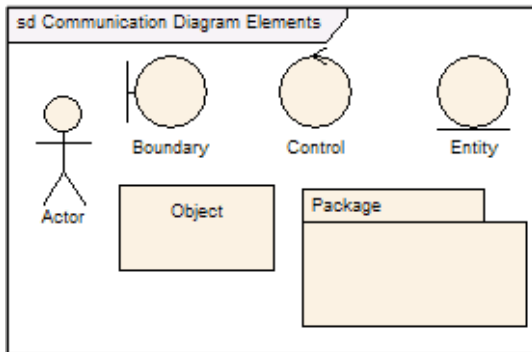 sd Communication Diagram Elements
Boundary
Control
Entity
Actor
Object
Package